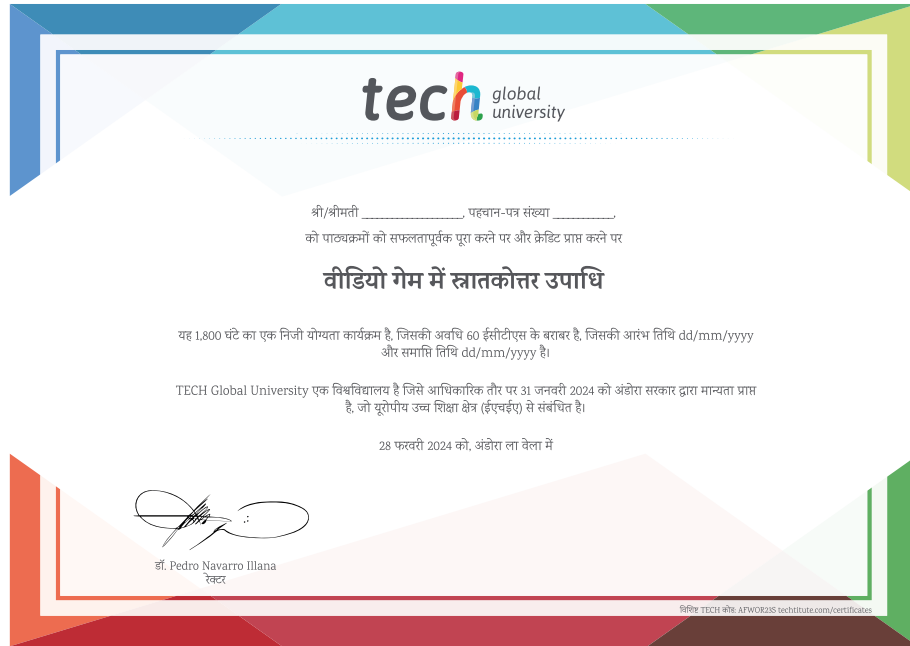 tech global
university
श्री/श्रीमती ____________________, पहचान-पत्र संख्या ____________,
को पाठ्यक्रमों को सफलतापूर्वक पूरा करने पर और क्रेडिट प्राप्त करने पर
वीडियो गेम में स्नातकोत्तर उपाधि
यह 1,800 घंटे का एक निजी योग्यता कार्यक्रम है, जिसकी अवधि 60 ईसीटीएस के बराबर है, जिसकी आरंभ तिथि dd/mm/yyyy
और समाप्ति तिथि dd/mm/yyyy है।
TECH Global University एक विश्वविद्यालय है जिसे आधिकारिक तौर पर 31 जनवरी 2024 को अंडोरा सरकार द्वारा मान्यता प्राप्त
है, जो यूरोपीय उच्च शिक्षा क्षेत्र (ईएचईए) से संबंधित है।
28 फरवरी 2024 को, अंडोरा ला वेला में
डॉ. Pedro Navarro Illana
रेक्टर
विशिष्ट TECH कोड: AFWOR23S techtitute.com/certificates